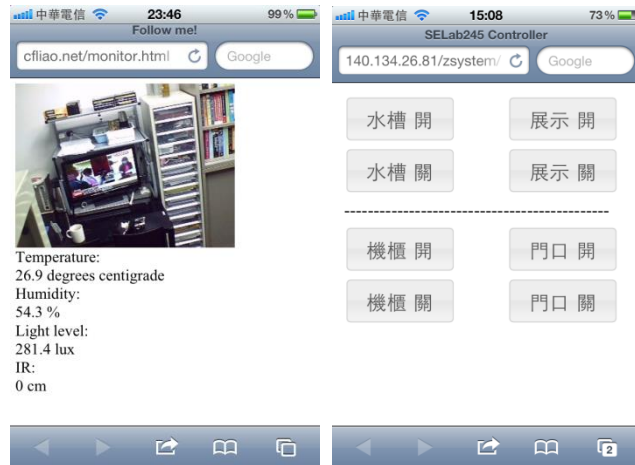 中華電信 23:46 99%
Follow me!
cfliao.net/monitor.html Google
Temperature:
26.9 degrees centigrade
Humidity:
54.3 %
Light level:
281.4 lux
IR:
0 cm
中華電信 15:08 73%
SELab245 Controller
140.134.26.81/zsystem/ Google
水槽 開 展示 開
水槽 關 展示 關
----------------------------------------------
機櫃 開 門口 開
機櫃 關 門口 關
2